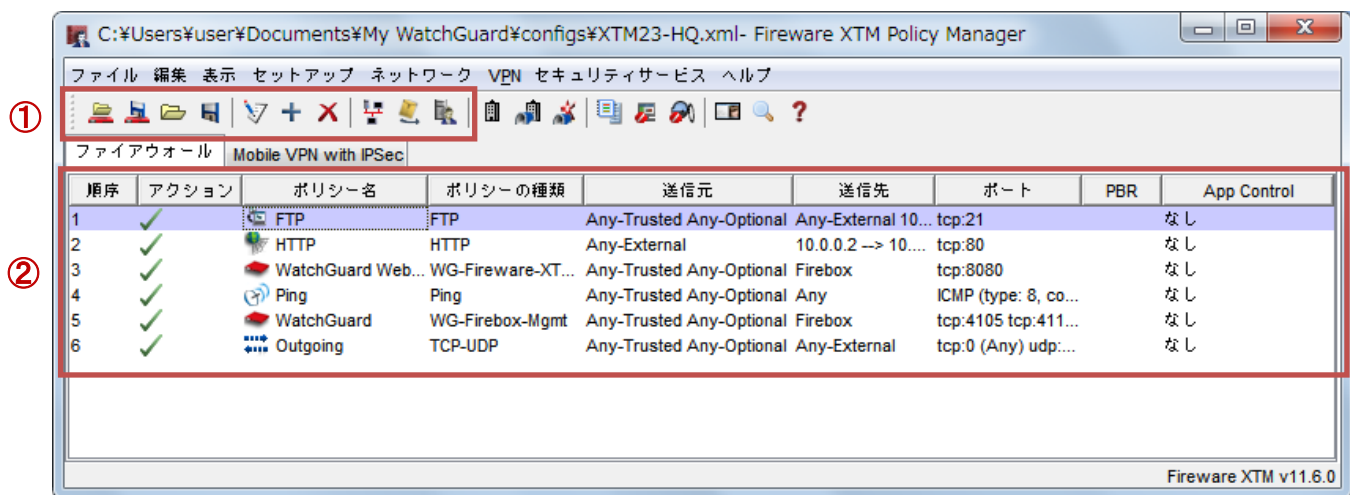 C:¥Users¥user¥Documents¥My WatchGuard¥configs¥XTM23-HQ.xml- Fireware XTM Policy Manager
ファイル 編集 表示 セットアップ ネットワーク VPN セキュリティサービス ヘルプ
①
ファイアウォール Mobile VPN with IPSec
順序 アクション ポリシー名 ポリシーの種類 送信元 送信先 ポート PBR App Control
1 FTP FTP Any-Trusted Any-Optional Any-External 10... tcp:21 なし
2 HTTP HTTP Any-External 10.0.0.2 --> 10.... tcp:80 なし
②
3 WatchGuard Web... WG-Fireware-XT... Any-Trusted Any-Optional Firebox tcp:8080 なし
4 Ping Ping Any-Trusted Any-Optional Any ICMP (type: 8, co... なし
5 WatchGuard WG-Firebox-Mgmt Any-Trusted Any-Optional Firebox tcp:4105 tcp:411... なし
6 Outgoing TCP-UDP Any-Trusted Any-Optional Any-External tcp:0 (Any) udp:... なし
Fireware XTM v11.6.0